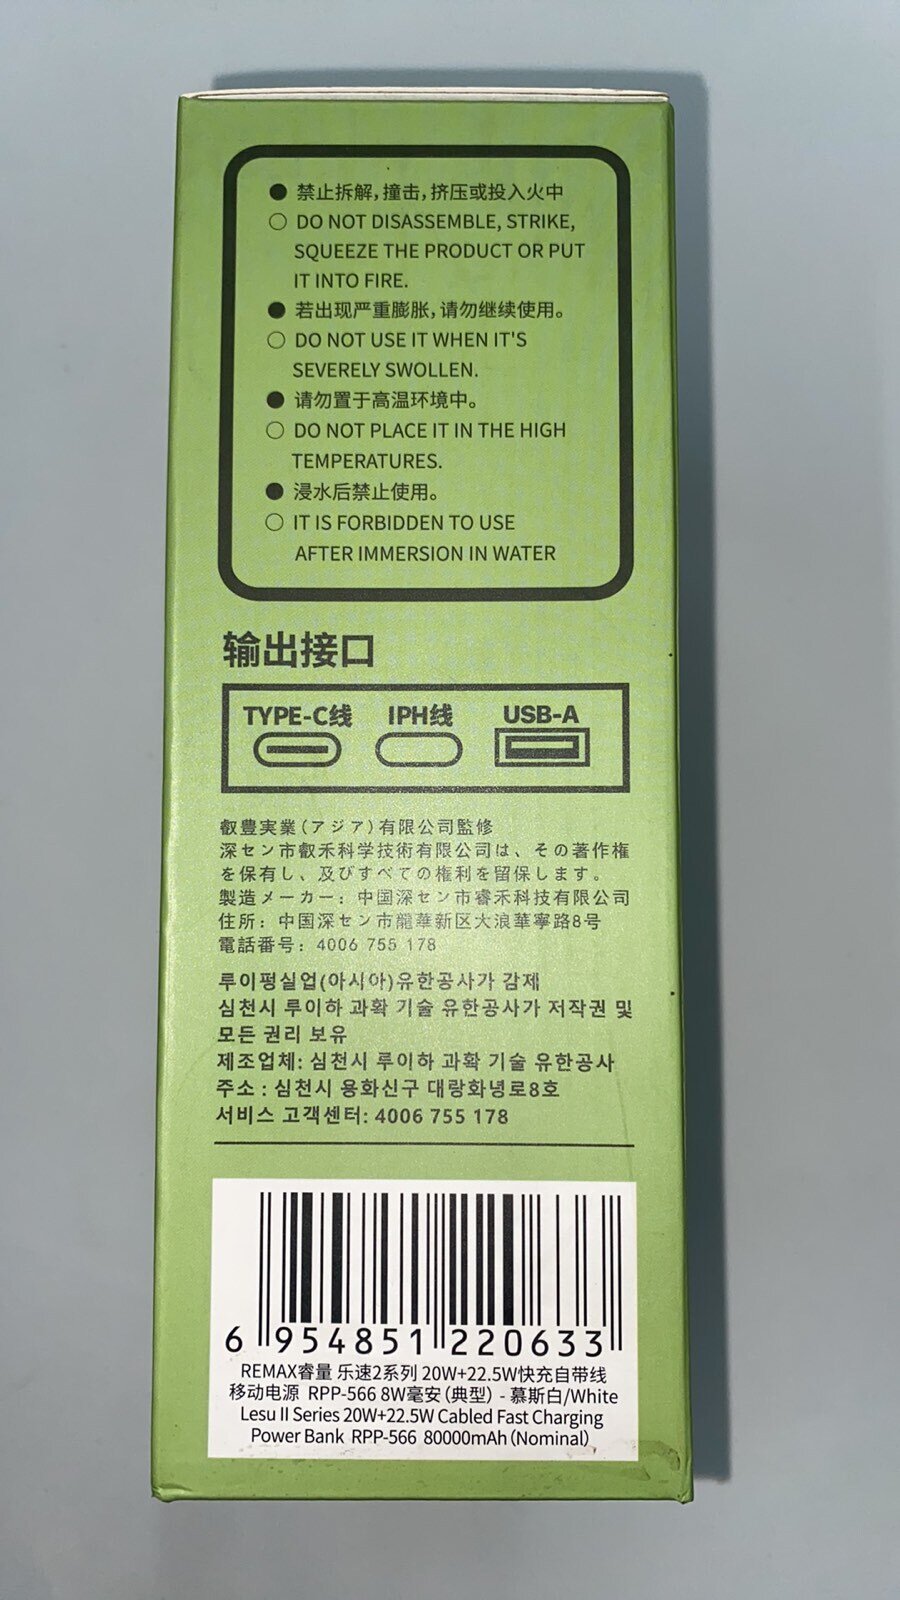 ● 禁止拆解,撞击,挤压或投入火中
○ DO NOT DISASSEMBLE, STRIKE,
SQUEEZE THE PRODUCT OR PUT
IT INTO FIRE.
● 若出现严重膨胀,请勿继续使用。
○ DO NOT USE IT WHEN IT'S
SEVERELY SWOLLEN.
● 请勿置于高温环境中。
○ DO NOT PLACE IT IN THE HIGH
TEMPERATURES.
● 浸水后禁止使用。
○ IT IS FORBIDDEN TO USE
AFTER IMMERSION IN WATER
输出接口
TYPE-C线 IPH线 USB-A
叡豊実業(アジア)有限公司監修
深セン市叡禾科学技術有限公司は、その著作権
を保有し、及びすべての権利を留保します。
製造メーカー: 中国深セン市睿禾科技有限公司
住所: 中国深セン市龍華新区大浪華寧路8号
電話番号: 4006 755 178
루이펑실업(아시아)유한공사가 감제
심천시 루이하 과확 기술 유한공사가 저작권 및
모든 권리 보유
제조업체: 심천시 루이하 과확 기술 유한공사
주소 : 심천시 용화신구 대랑화녕로8호
서비스 고객센터: 4006 755 178
6 954851 220633
REMAX睿量 乐速2系列 20W+22.5W快充自带线
移动电源 RPP-566 8W毫安(典型) - 慕斯白/White
Lesu II Series 20W+22.5W Cabled Fast Charging
Power Bank RPP-566 80000mAh (Nominal)